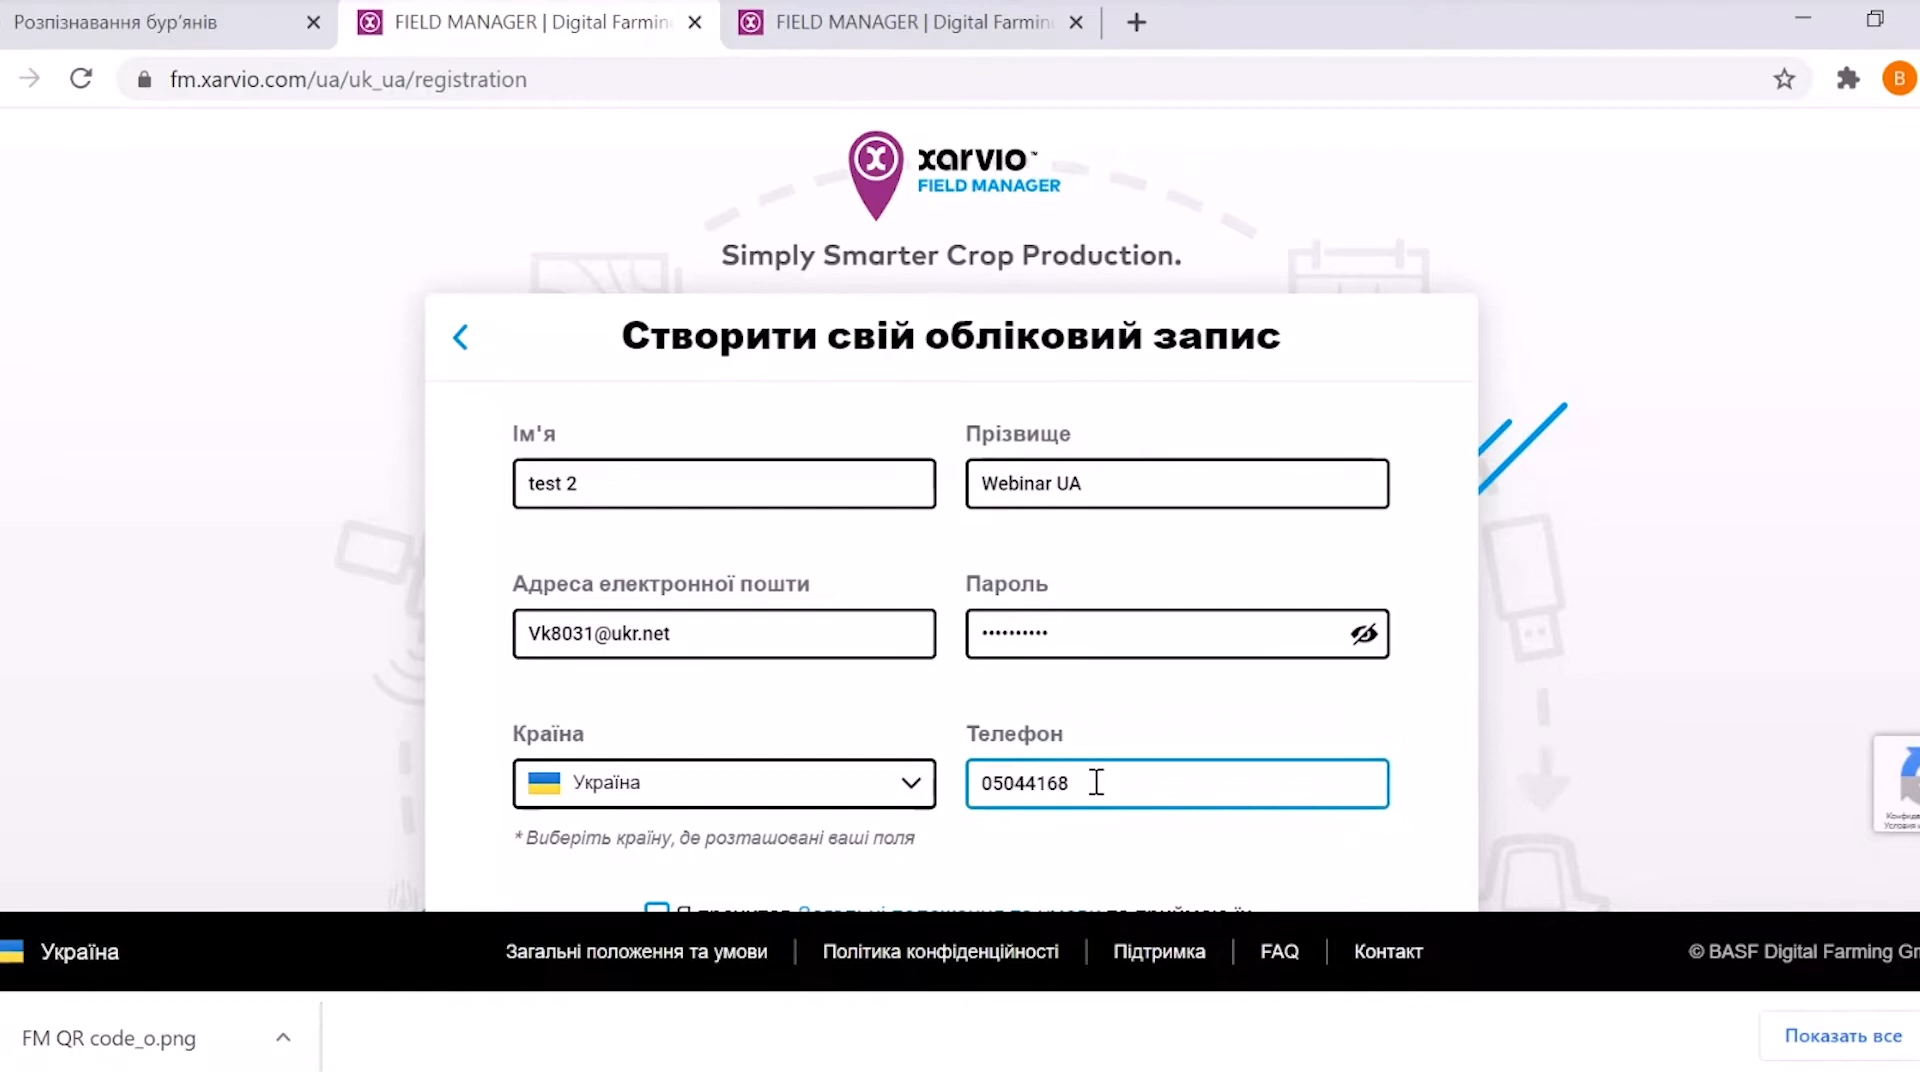 Розпізнавання бур’янів
FIELD MANAGER | Digital Farmin
FIELD MANAGER | Digital Farmin
fm.xarvio.com/ua/uk_ua/registration
B
xarvio™
FIELD MANAGER
Simply Smarter Crop Production.
Створити свій обліковий запис
Ім'я
Прізвище
test 2
Webinar UA
Адреса електронної пошти
Пароль
Vk8031@ukr.net
••••••••••
Країна
Телефон
Україна
05044168
* Виберіть країну, де розташовані ваші поля
Україна
Загальні положення та умови
Політика конфіденційності
Підтримка
FAQ
Контакт
© BASF Digital Farming
FM QR code_o.png
Показать все